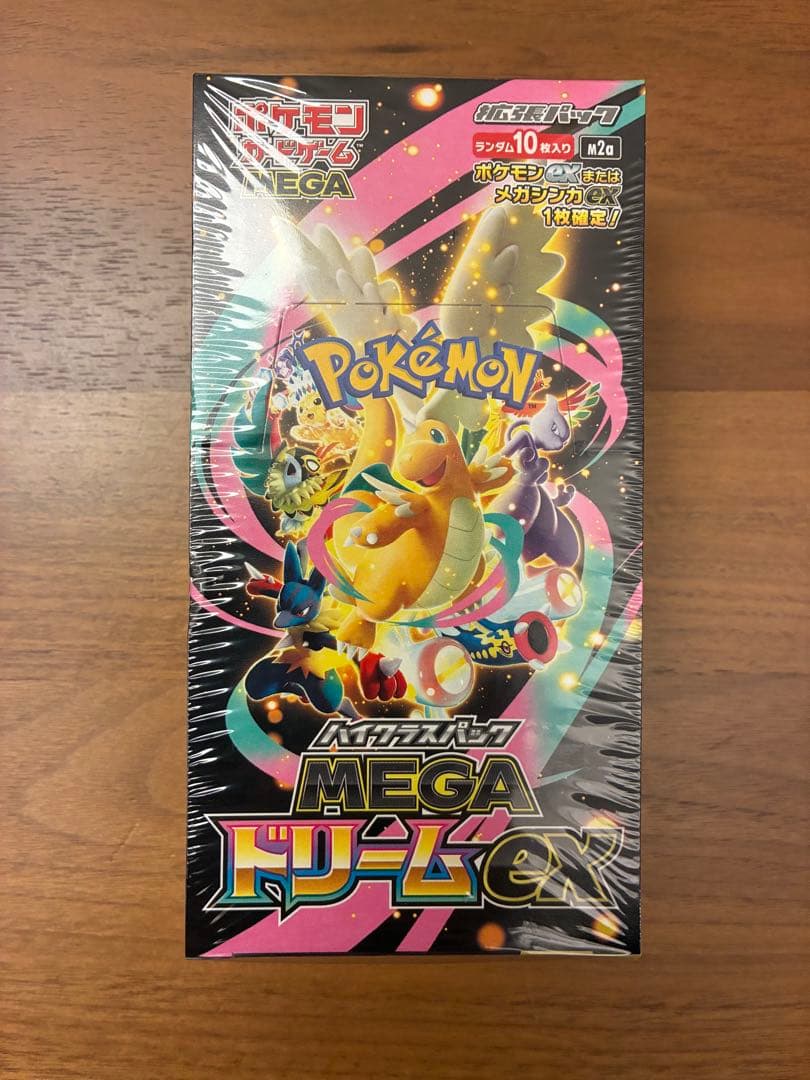 ポケモン
カードゲーム™
MEGA
拡張パック
ランダム10枚入り M2a
ポケモンexまたは
メガシンカex
1枚確定!
POKéMON™
ハイクラスパック
MEGA
ドリームex